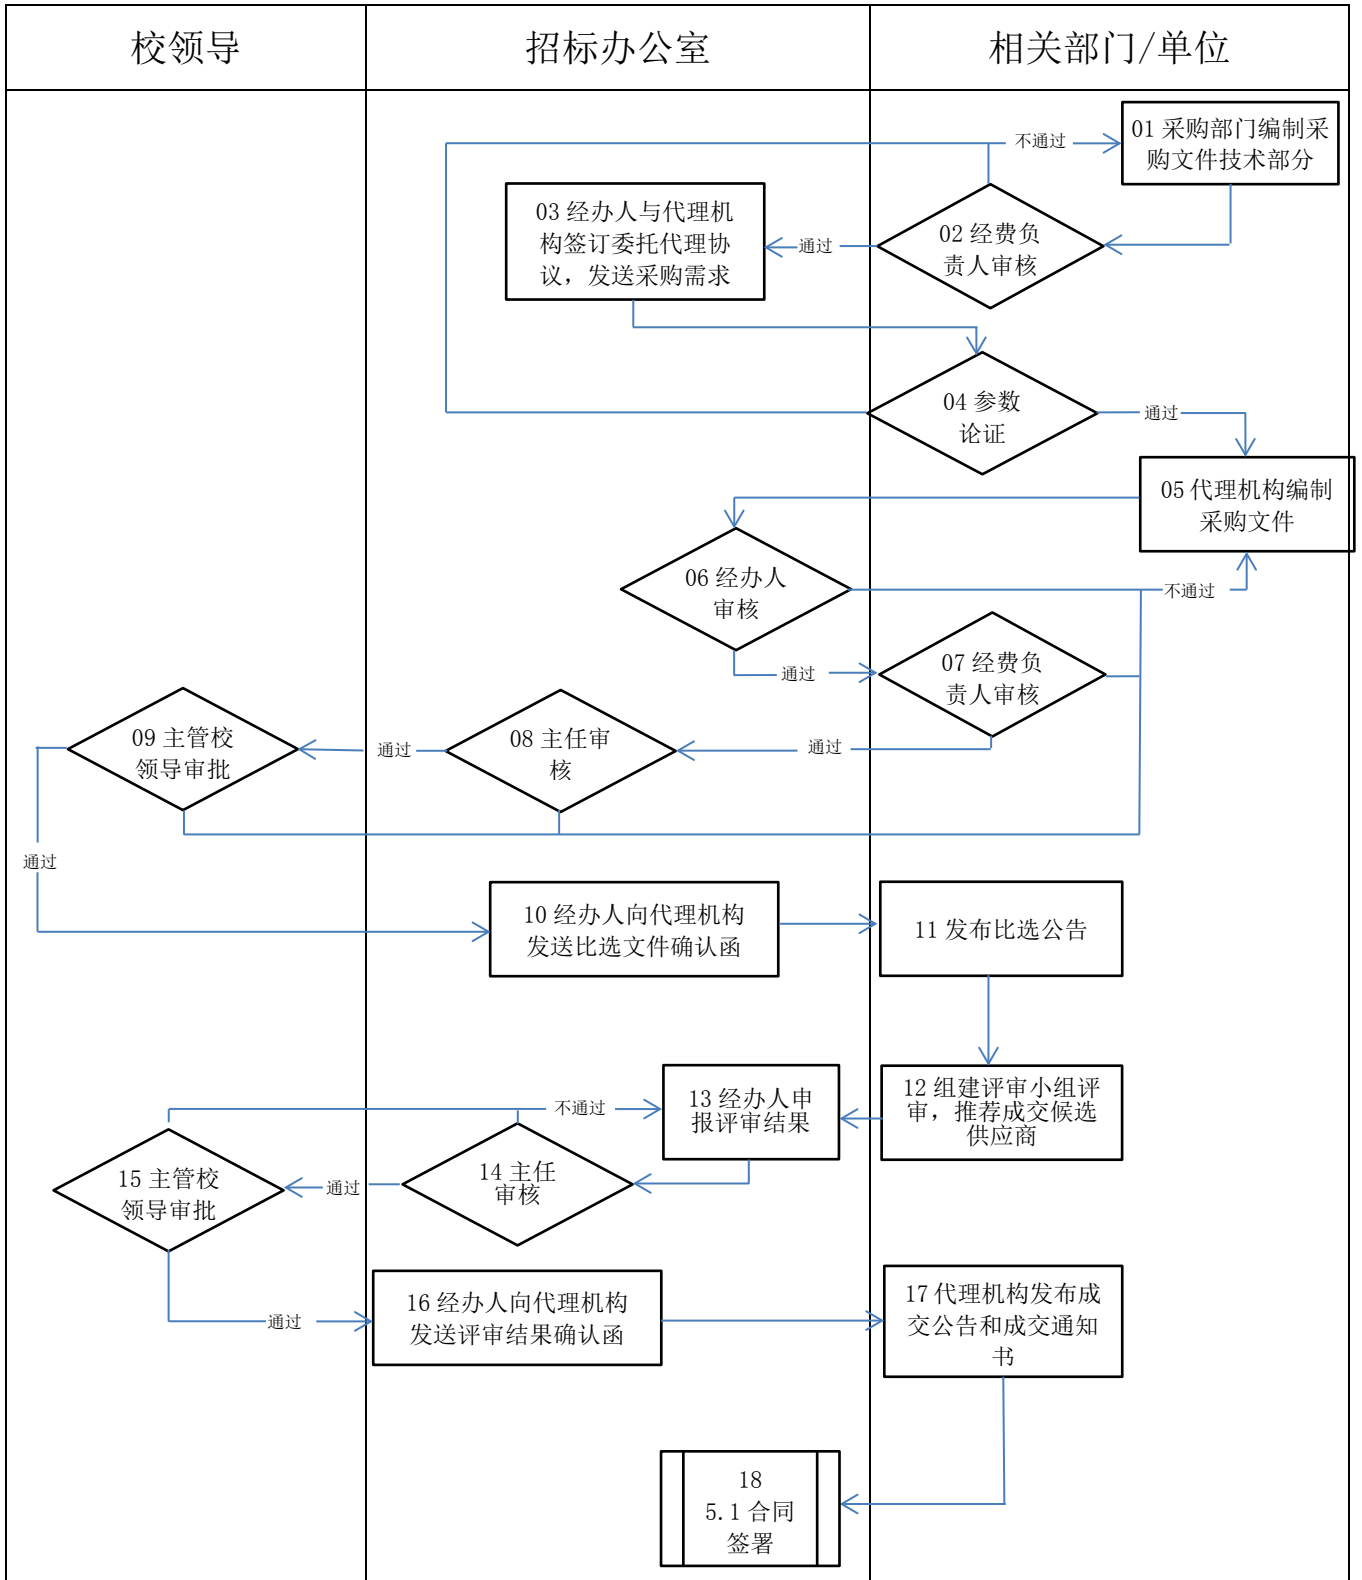 校领导
招标办公室
相关部门/单位
01 采购部门编制采
购文件技术部分
不通过
02 经费负
责人审核
通过
03 经办人与代理机
构签订委托代理协
议，发送采购需求
04 参数
论证
通过
05 代理机构编制
采购文件
06 经办人
审核
不通过
通过
07 经费负
责人审核
通过
08 主任审
核
通过
09 主管校
领导审批
通过
10 经办人向代理机构
发送比选文件确认函
11 发布比选公告
12 组建评审小组评
审，推荐成交候选
供应商
13 经办人申
报评审结果
不通过
14 主任
审核
通过
15 主管校
领导审批
通过
16 经办人向代理机构
发送评审结果确认函
17 代理机构发布成
交公告和成交通知
书
18
5.1 合同
签署